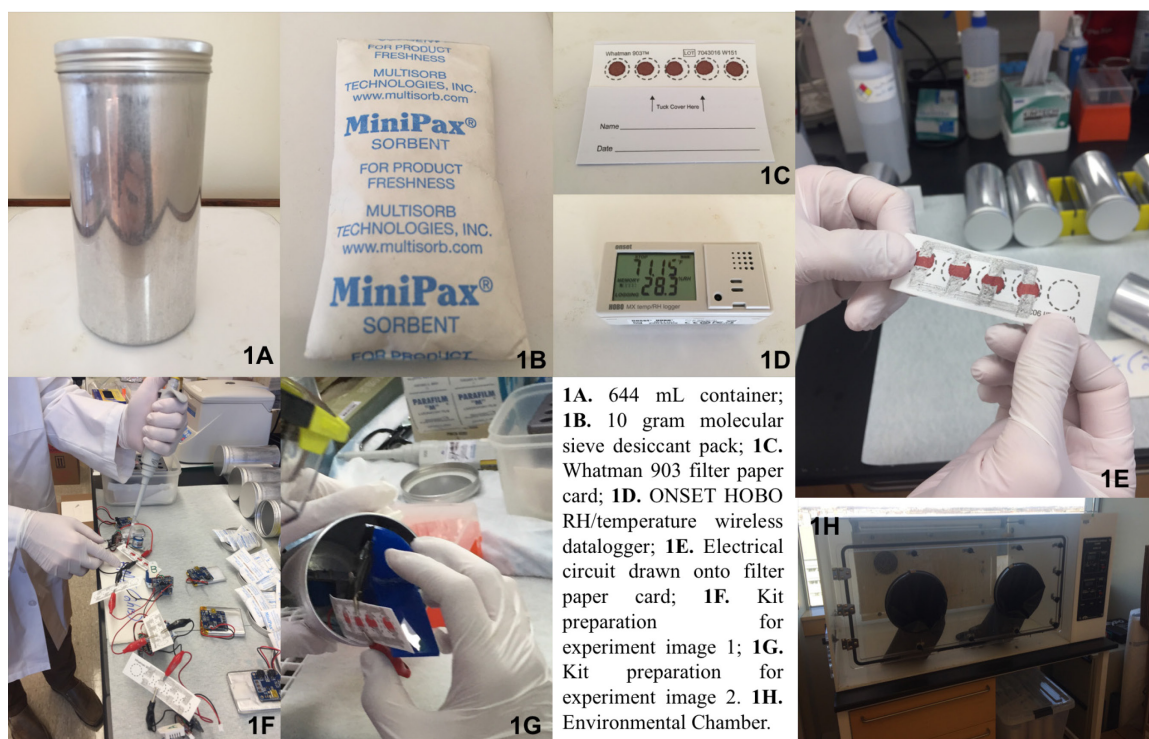 1A
FOR PRODUCT
FRESHNESS
MULTISORB
TECHNOLOGIES, INC.
www.multisorb.com
MiniPax®
SORBENT
FOR PRODUCT
FRESHNESS
MULTISORB
TECHNOLOGIES, INC.
www.multisorb.com
MiniPax®
SORBENT
FOR PRODUCT
1B
Whatman 903™ LOT 7043016 W151
Tuck Cover Here
Name
Date
1C
onset
71.15°
28.3
HOBO MX temp/RH logger
1D
1E
PARAFILM
PARAFILM
1F
1G
1A. 644 mL container;
1B. 10 gram molecular
sieve desiccant pack; 1C.
Whatman 903 filter paper
card; 1D. ONSET HOBO
RH/temperature wireless
datalogger; 1E. Electrical
circuit drawn onto filter
paper card; 1F. Kit
preparation for
experiment image 1; 1G.
Kit preparation for
experiment image 2. 1H.
Environmental Chamber.
1H